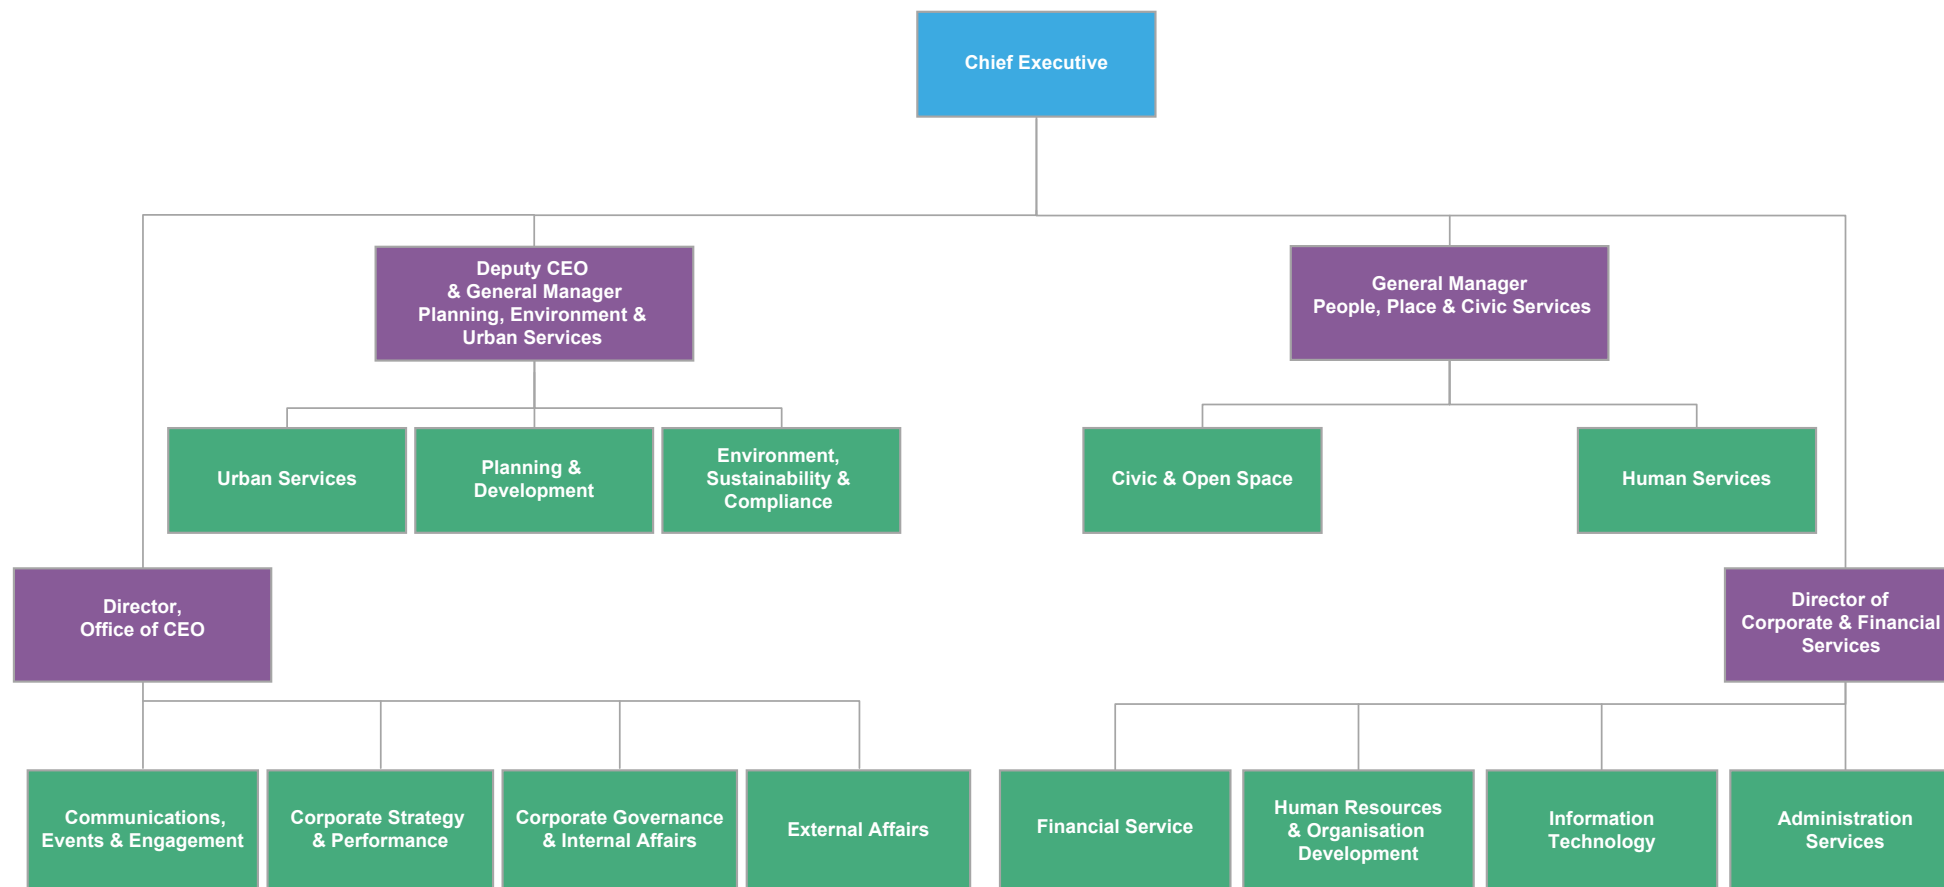 Chief Executive
Deputy CEO
& General Manager
Planning, Environment &
Urban Services
General Manager
People, Place & Civic Services
Urban Services
Planning &
Development
Environment,
Sustainability &
Compliance
Civic & Open Space
Human Services
Director,
Office of CEO
Director of
Corporate & Financial
Services
Communications,
Events & Engagement
Corporate Strategy
& Performance
Corporate Governance
& Internal Affairs
External Affairs
Financial Service
Human Resources
& Organisation
Development
Information
Technology
Administration
Services